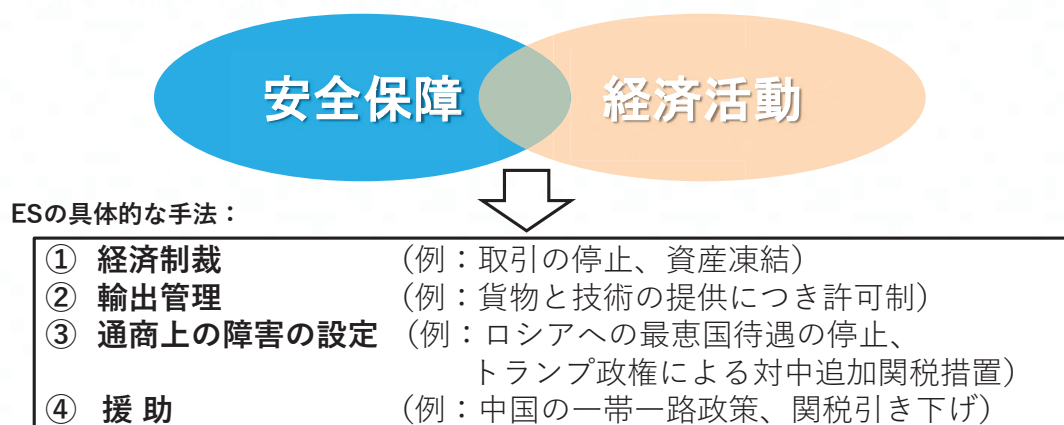 安全保障 経済活動
ESの具体的な手法：
① 経済制裁 （例：取引の停止、資産凍結）
② 輸出管理 （例：貨物と技術の提供につき許可制）
③ 通商上の障害の設定 （例：ロシアへの最恵国待遇の停止、
トランプ政権による対中追加関税措置）
④ 援 助 （例：中国の一帯一路政策、関税引き下げ）